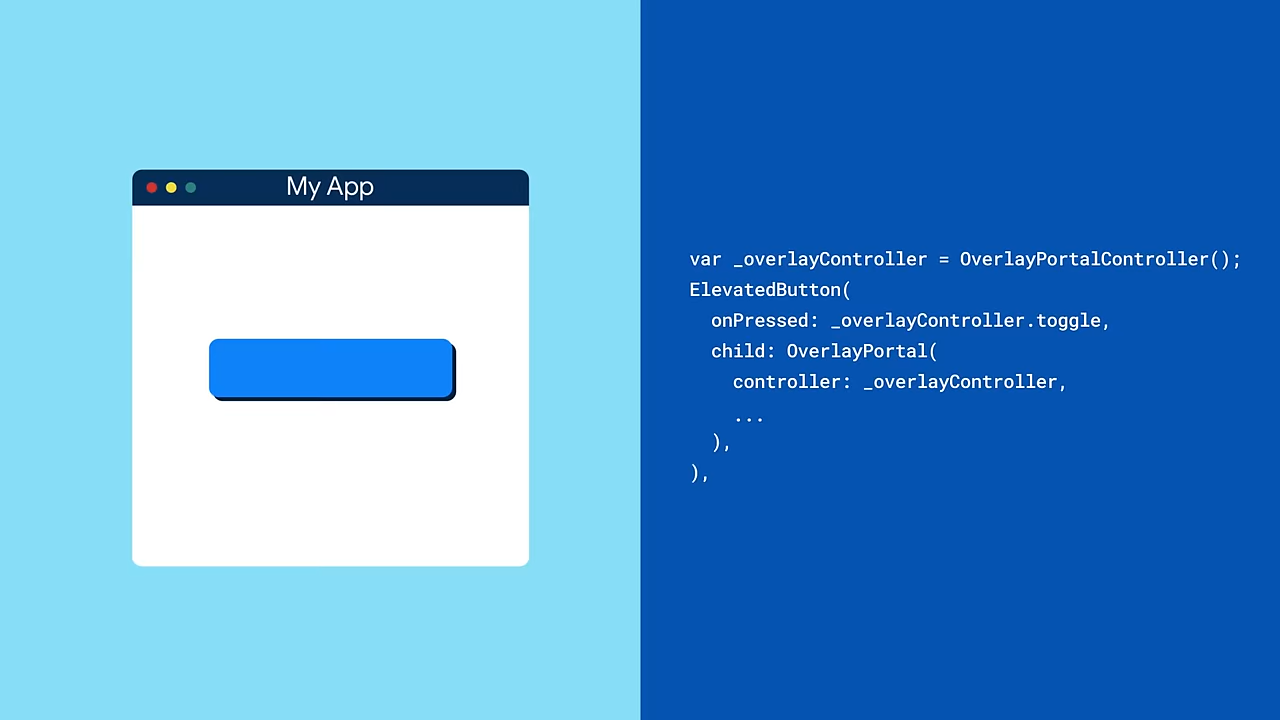 My App
var _overlayController = OverlayPortalController();
ElevatedButton(
  onPressed: _overlayController.toggle,
  child: OverlayPortal(
    controller: _overlayController,
    ...
  ),
),